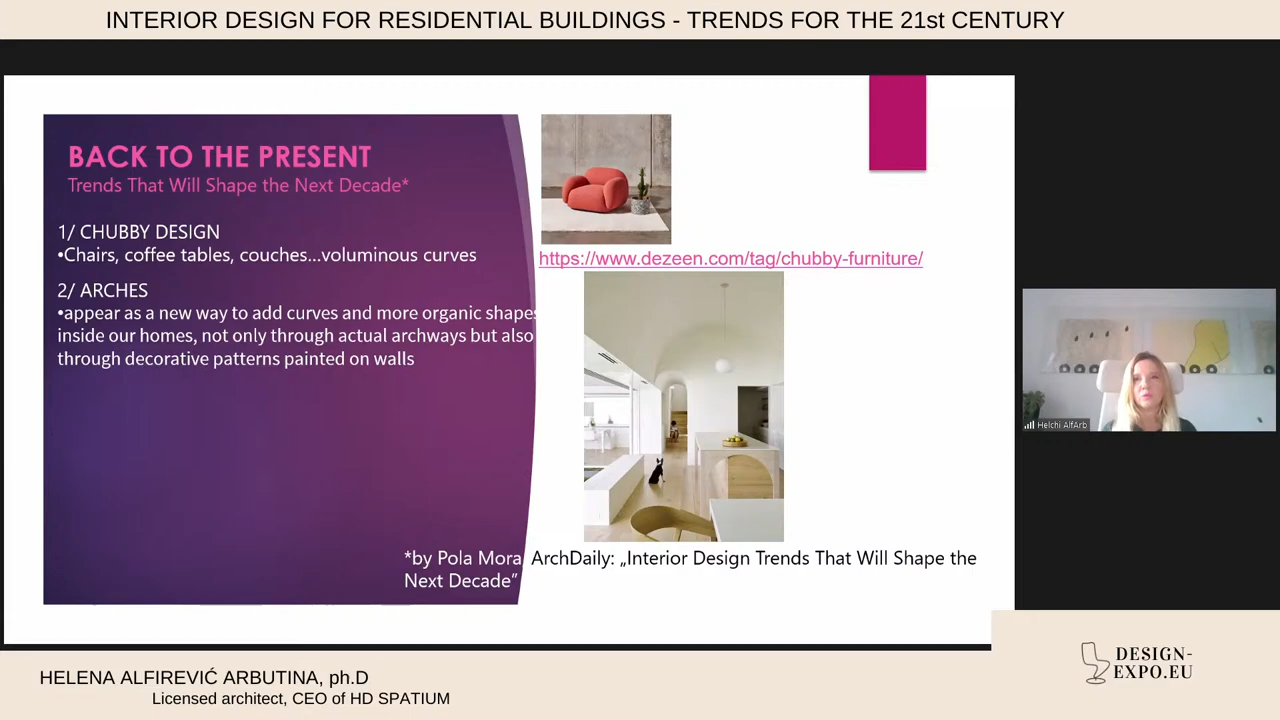 INTERIOR DESIGN FOR RESIDENTIAL BUILDINGS - TRENDS FOR THE 21st CENTURY
BACK TO THE PRESENT
Trends That Will Shape the Next Decade*
1/ CHUBBY DESIGN
•Chairs, coffee tables, couches...voluminous curves
2/ ARCHES
•appear as a new way to add curves and more organic shapes
inside our homes, not only through actual archways but also
through decorative patterns painted on walls
https://www.dezeen.com/tag/chubby-furniture/
*by Pola Mora, ArchDaily: „Interior Design Trends That Will Shape the
Next Decade”
Helchi AlfArb
HELENA ALFIREVIĆ ARBUTINA, ph.D
Licensed architect, CEO of HD SPATIUM
DESIGN-
EXPO.EU